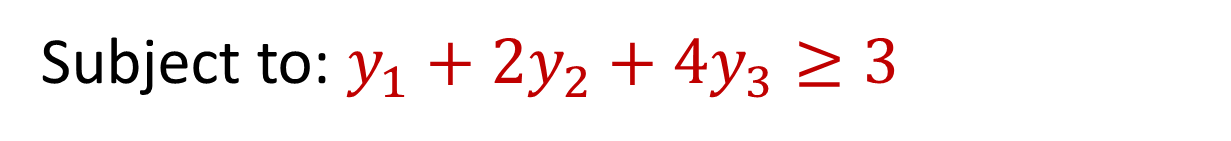 Subject to: y₁ + 2y₂ + 4y₃ ≥ 3